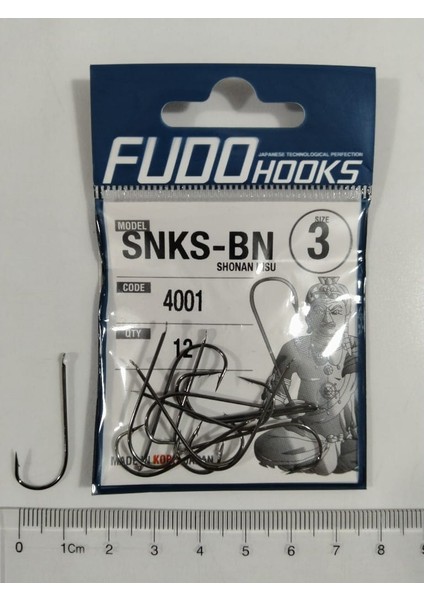 FUDO HOOKS
JAPANESE TECHNOLOGICAL PERFECTION
MODEL
SNKS-BN
SHONAN
SIZE
3
CODE
4001
QTY
12
MADE IN
0 1Cm 2 3 4 5 6 7 8